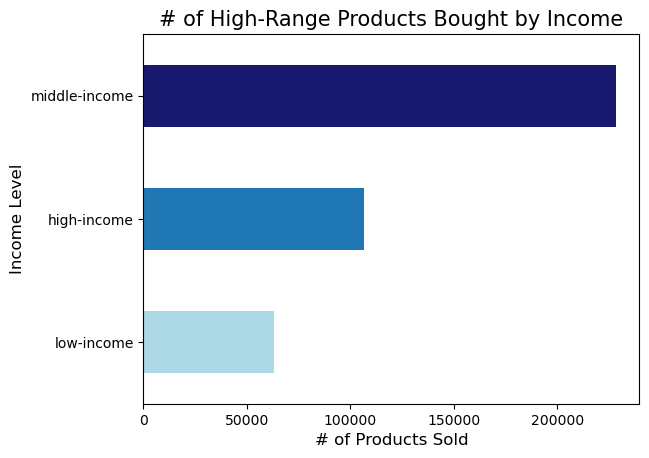 # of High-Range Products Bought by Income
Income Level
middle-income
high-income
low-income
0 50000 100000 150000 200000
# of Products Sold